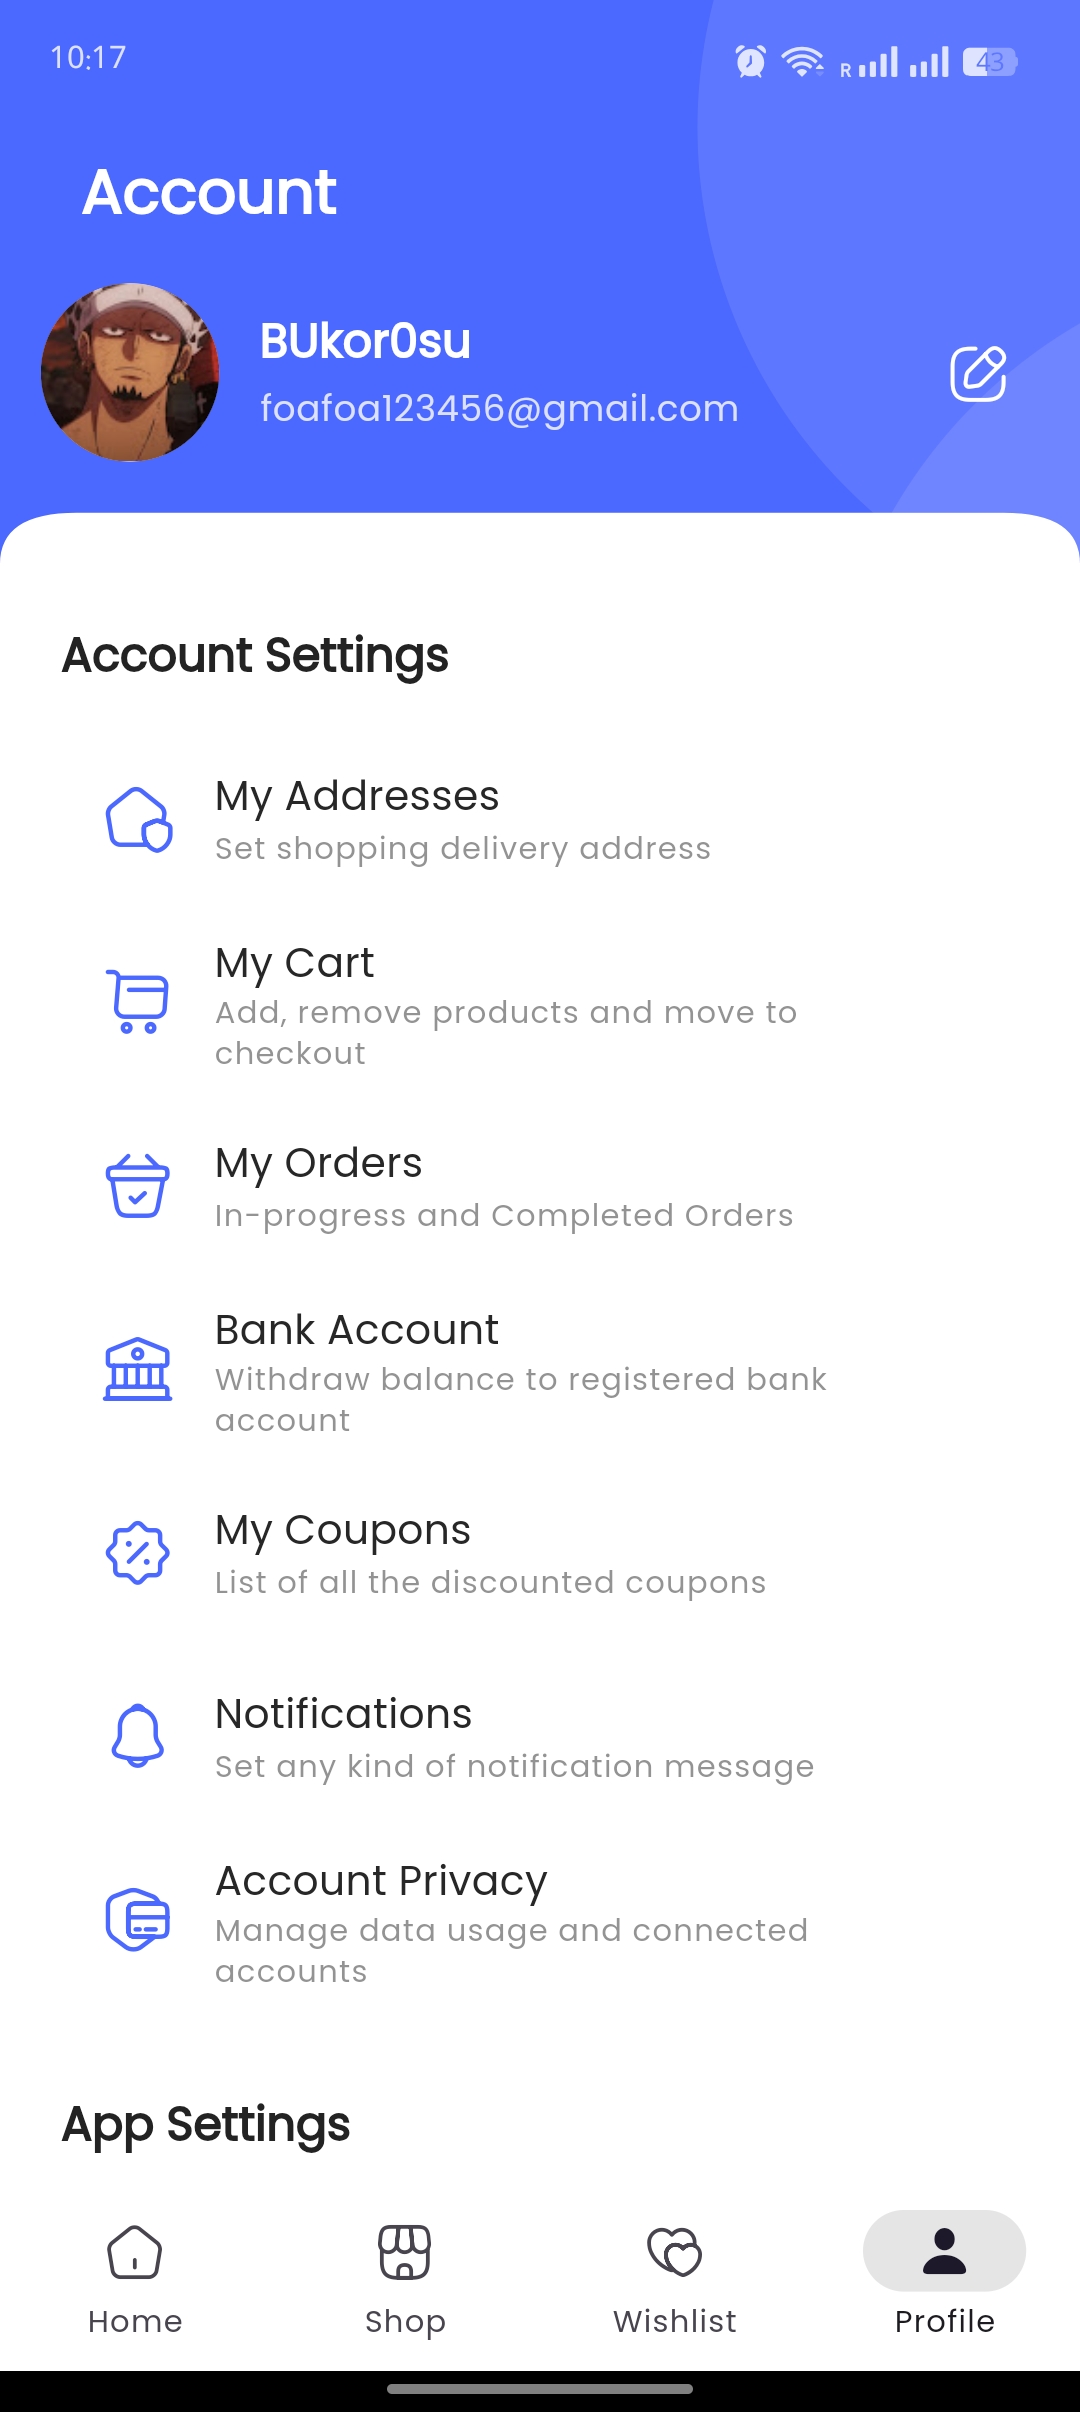 10:17
R 43
Account
BUkor0su
foafoa123456@gmail.com
Account Settings
My Addresses
Set shopping delivery address
My Cart
Add, remove products and move to
checkout
My Orders
In-progress and Completed Orders
Bank Account
Withdraw balance to registered bank
account
My Coupons
List of all the discounted coupons
Notifications
Set any kind of notification message
Account Privacy
Manage data usage and connected
accounts
App Settings
Home Shop Wishlist Profile